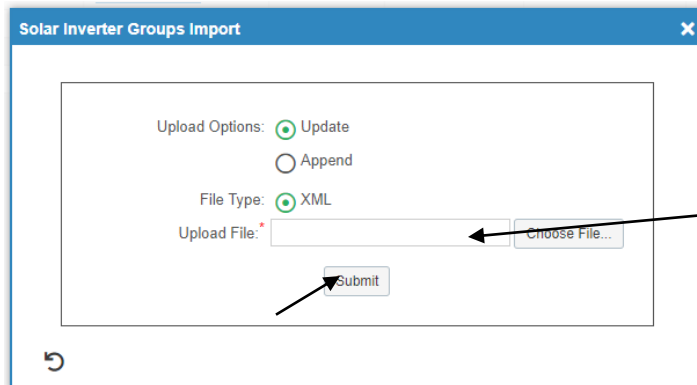 Solar Inverter Groups Import
Upload Options: Update
Append
File Type: XML
Upload File:* Choose File...
Submit